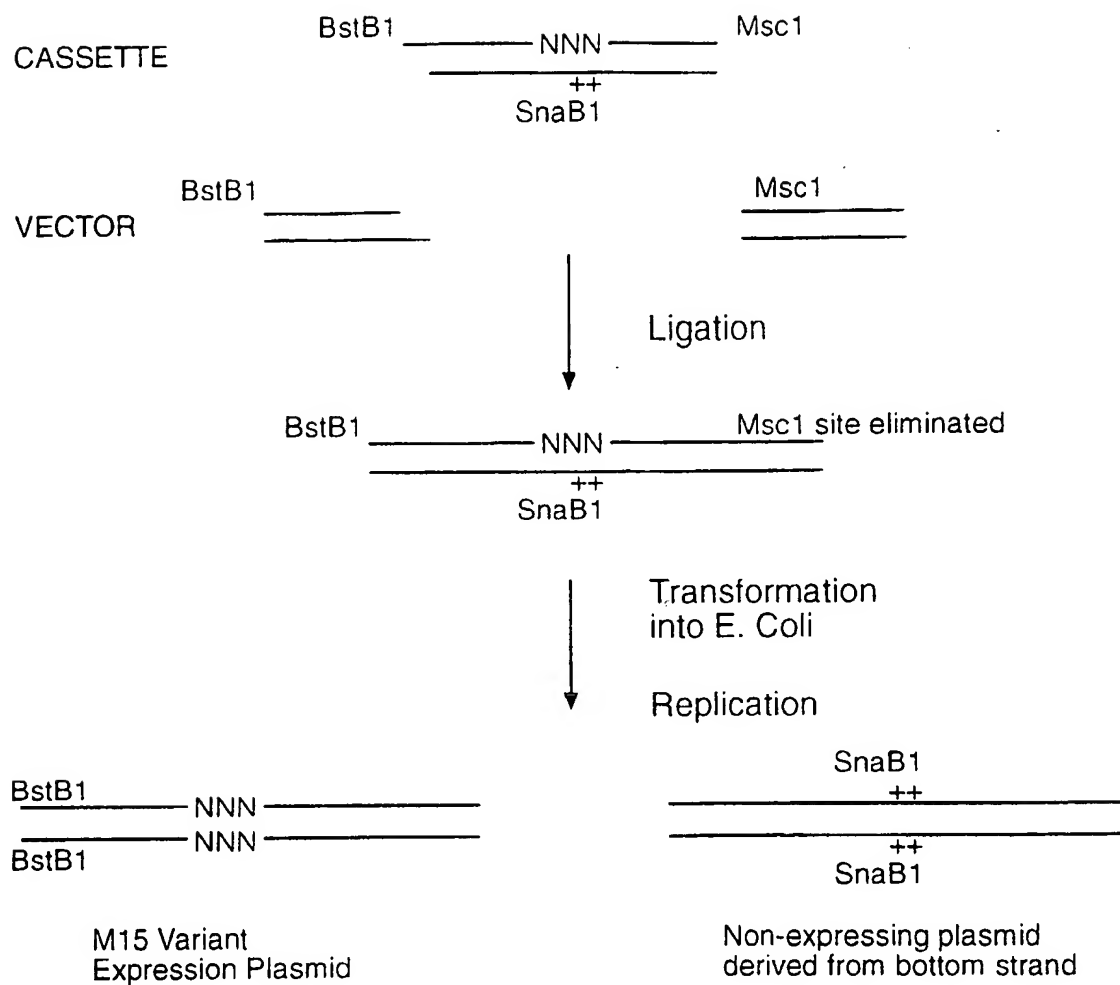 BstB1 Msc1
CASSETTE NNN
++
SnaB1
BstB1 Msc1
VECTOR
Ligation
BstB1 Msc1 site eliminated
NNN
++
SnaB1
Transformation
into E. Coli
Replication
SnaB1
BstB1 ++
NNN
NNN
BstB1 ++
SnaB1
M15 Variant
Expression Plasmid
Non-expressing plasmid
derived from bottom strand